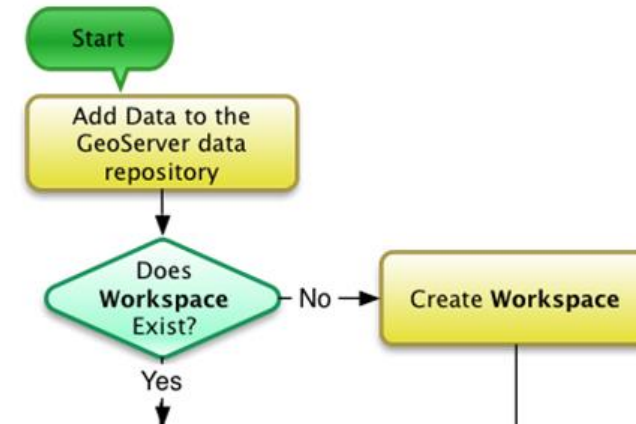 Start
Add Data to the
GeoServer data
repository
Does
Workspace
Exist?
No
Create Workspace
Yes